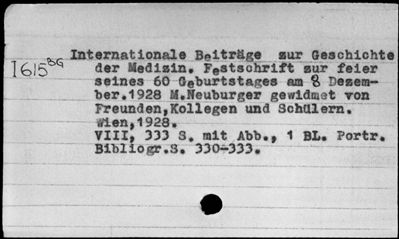 I615 BG
Internationale Beiträge zur Geschichte
der Medizin. Festschrift zur feier
seines 60 Geburtstages am 8 Dezem-
ber.1928 M.Neuburger gewidmet von
Freunden,Kollegen und Schülern.
Wien,1928.
VIII, 333 S. mit Abb., 1 BL. Portr.
Bibliogr.S. 330-333.